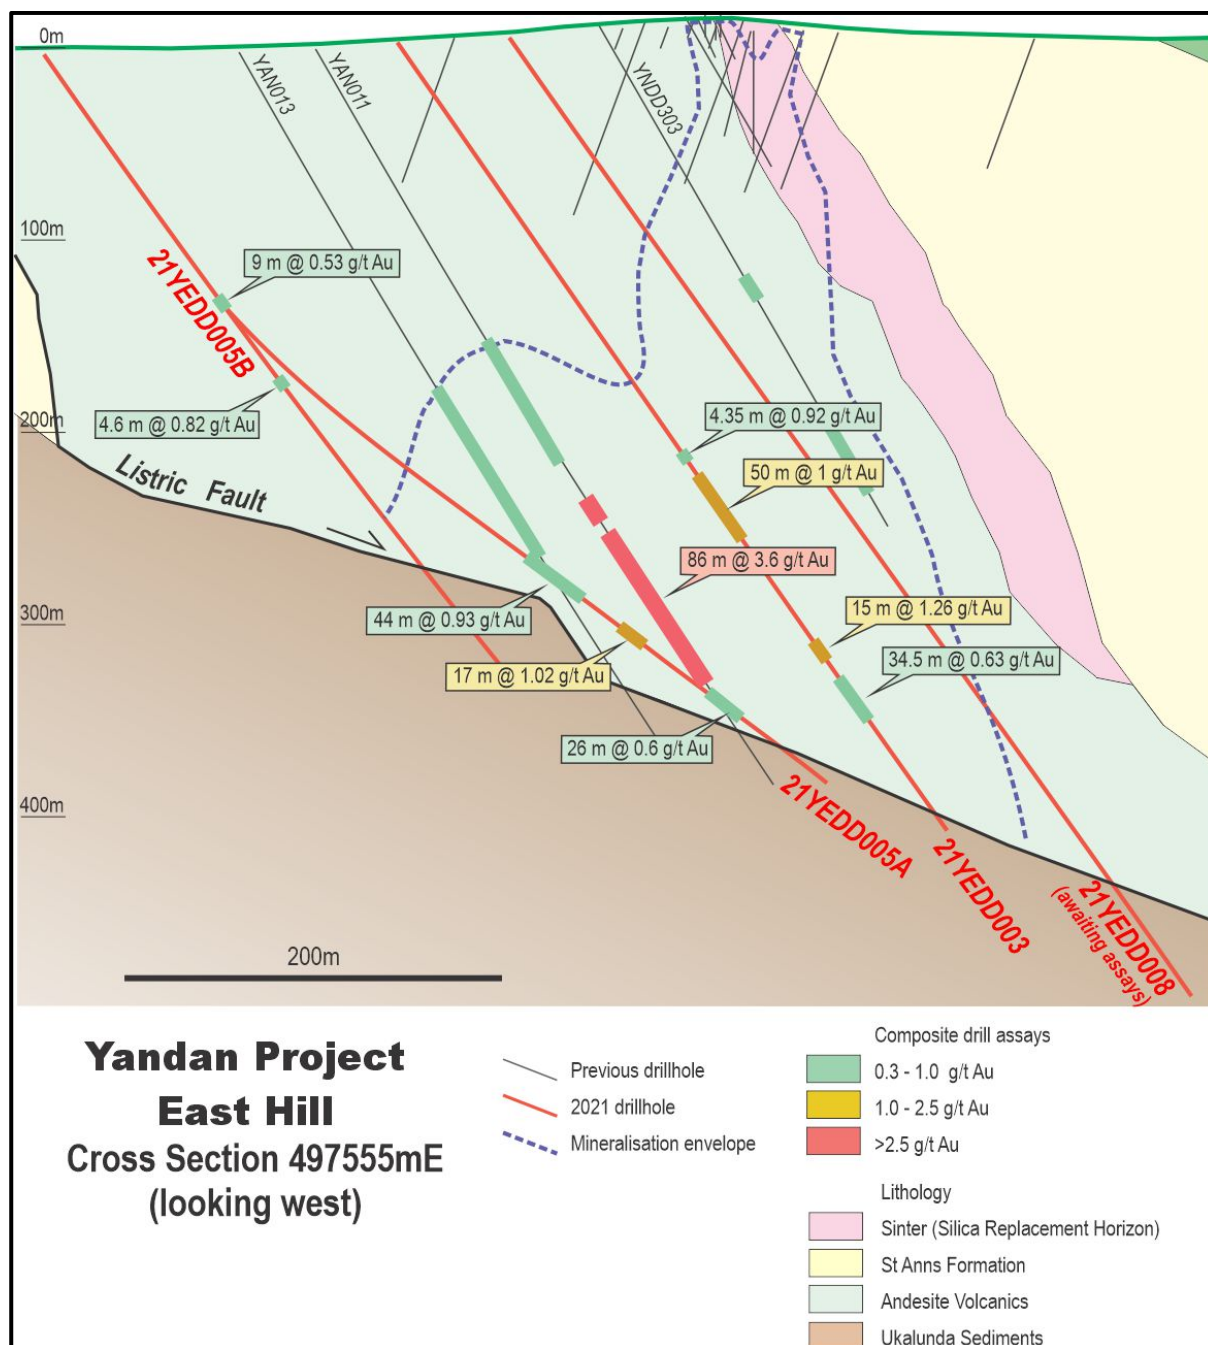 0m
YAN013
YAN011
YNDD303
100m
21YEDD005B
9 m @ 0.53 g/t Au
4.6 m @ 0.82 g/t Au
200m
Listric Fault
4.35 m @ 0.92 g/t Au
50 m @ 1 g/t Au
86 m @ 3.6 g/t Au
300m
44 m @ 0.93 g/t Au
15 m @ 1.26 g/t Au
34.5 m @ 0.63 g/t Au
17 m @ 1.02 g/t Au
26 m @ 0.6 g/t Au
400m
21YEDD005A
21YEDD003
21YEDD008
(awaiting assays)
200m
Yandan Project
East Hill
Cross Section 497555mE
(looking west)
Previous drillhole
2021 drillhole
Mineralisation envelope
Composite drill assays
0.3 - 1.0 g/t Au
1.0 - 2.5 g/t Au
>2.5 g/t Au
Lithology
Sinter (Silica Replacement Horizon)
St Anns Formation
Andesite Volcanics
Ukalunda Sediments